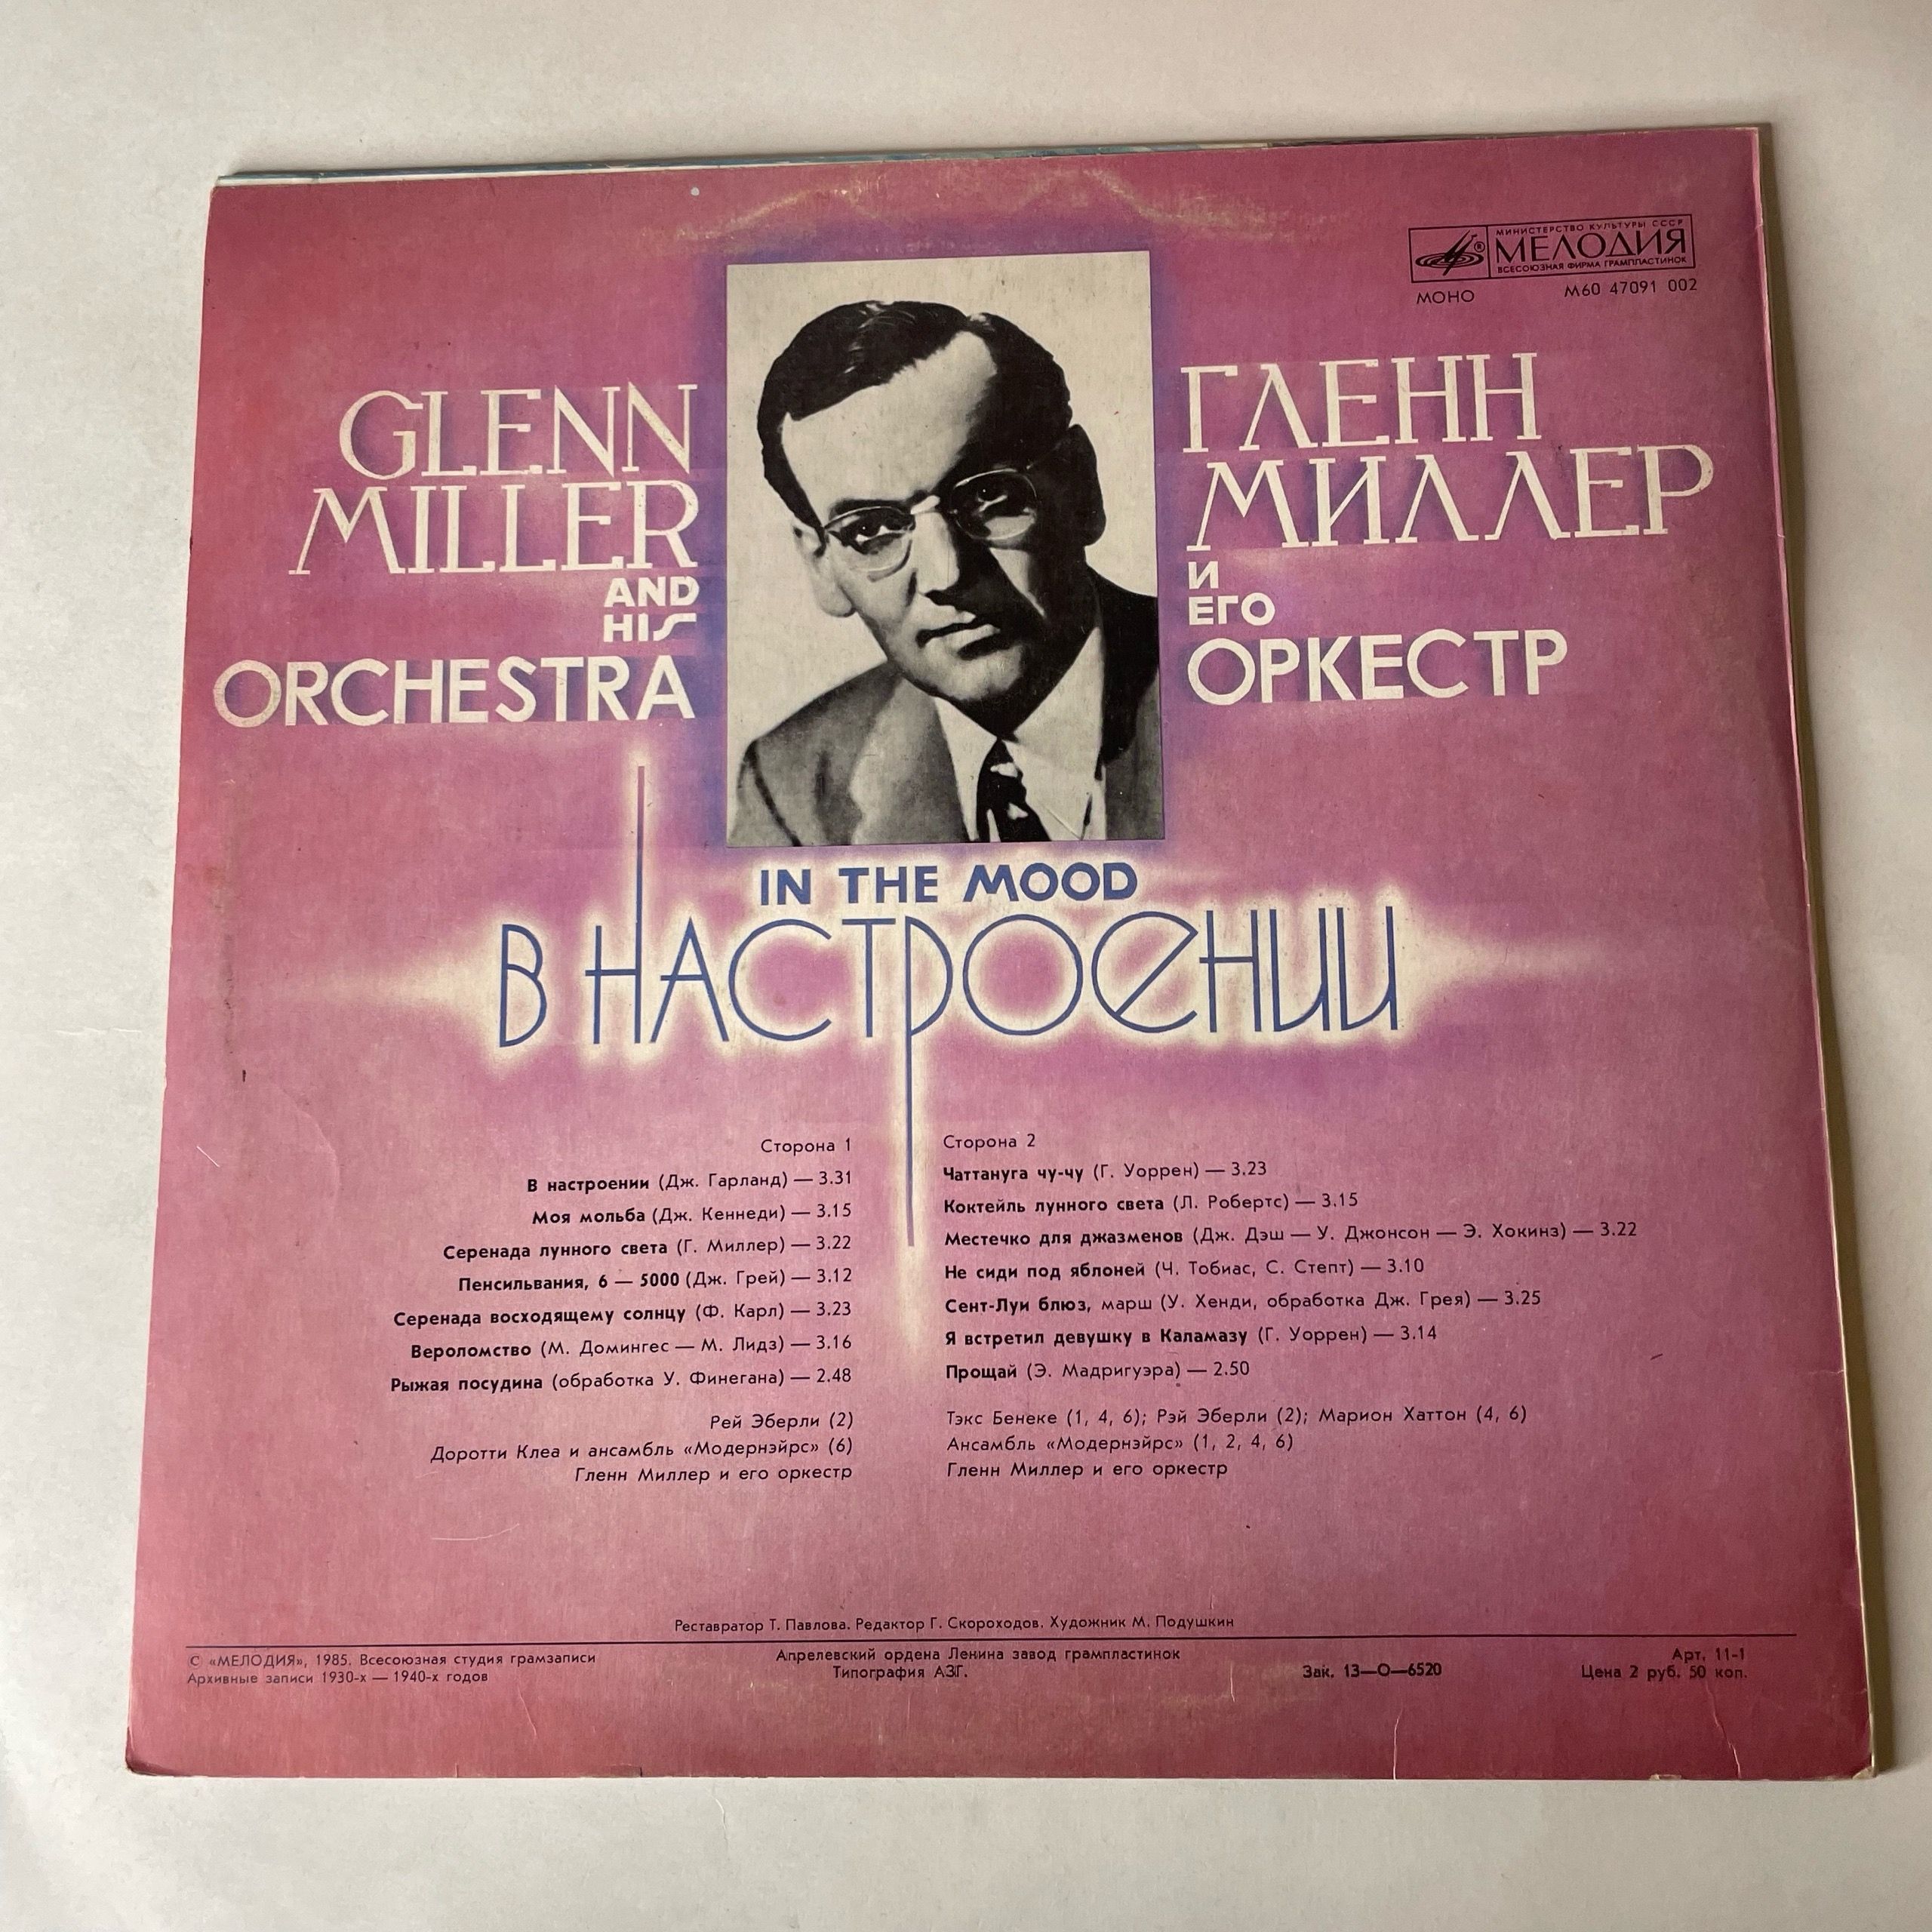 МИНИСТЕРСТВО КУЛЬТУРЫ СССР
МЕЛОДИЯ
ВСЕСОЮЗНАЯ ФИРМА ГРАМПЛАСТИНОК
МОНО М60 47091 002
GLENN
MILLER
AND
HIS
ORCHESTRA
ГЛЕНН
МИЛЛЕР
И
ЕГО
ОРКЕСТР
IN THE MOOD
В НАСТРОЕНИИ
Сторона 1
В настроении (Дж. Гарланд) — 3.31
Моя мольба (Дж. Кеннеди) — 3.15
Серенада лунного света (Г. Миллер) — 3.22
Пенсильвания, 6 — 5000 (Дж. Грей) — 3.12
Серенада восходящему солнцу (Ф. Карл) — 3.23
Вероломство (М. Домингес — М. Лидз) — 3.16
Рыжая посудина (обработка У. Финегана) — 2.48
Рей Эберли (2)
Доротти Клеа и ансамбль «Модернэйрс» (6)
Гленн Миллер и его оркестр
Сторона 2
Чаттануга чу-чу (Г. Уоррен) — 3.23
Коктейль лунного света (Л. Робертс) — 3.15
Местечко для джазменов (Дж. Дэш — У. Джонсон — Э. Хокинз) — 3.22
Не сиди под яблоней (Ч. Тобиас, С. Степт) — 3.10
Сент-Луи блюз, марш (У. Хенди, обработка Дж. Грея) — 3.25
Я встретил девушку в Каламазу (Г. Уоррен) — 3.14
Прощай (Э. Мадригуэра) — 2.50
Тэкс Бенеке (1, 4, 6); Рэй Эберли (2); Марион Хаттон (4, 6)
Ансамбль «Модернэйрс» (1, 2, 4, 6)
Гленн Миллер и его оркестр
Реставратор Т. Павлова. Редактор Г. Скороходов. Художник М. Подушкин
С «МЕЛОДИЯ», 1985. Всесоюзная студия грамзаписи
Архивные записи 1930-х — 1940-х годов
Апрелевский ордена Ленина завод грампластинок
Типография АЗГ.
Зак. 13—О—6520
Арт. 11-1
Цена 2 руб. 50 коп.